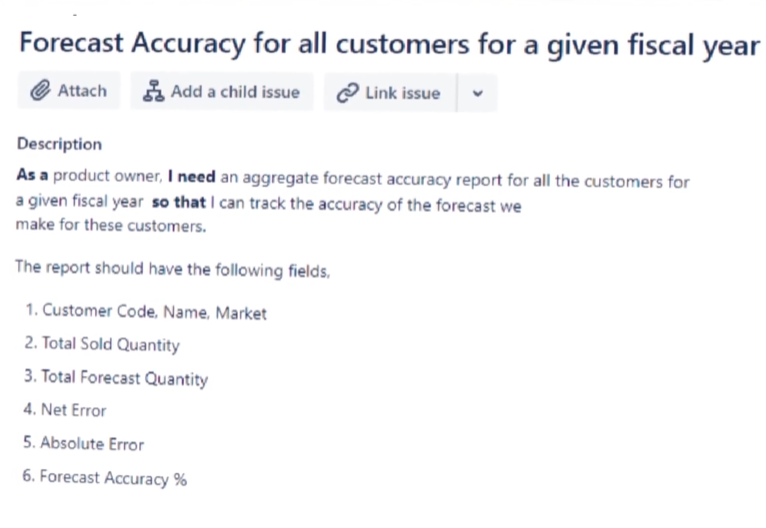 Forecast Accuracy for all customers for a given fiscal year
Attach
Add a child issue
Link issue
Description
As a product owner, I need an aggregate forecast accuracy report for all the customers for
a given fiscal year so that I can track the accuracy of the forecast we
make for these customers.
The report should have the following fields,
1. Customer Code, Name, Market
2. Total Sold Quantity
3. Total Forecast Quantity
4. Net Error
5. Absolute Error
6. Forecast Accuracy %